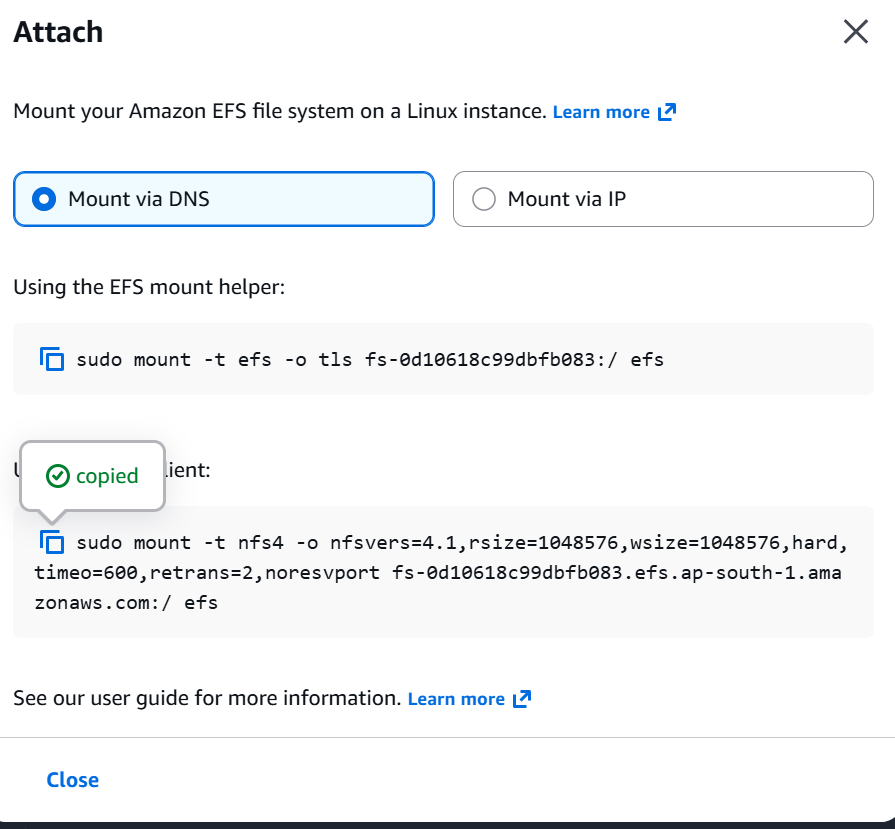 Attach
Mount your Amazon EFS file system on a Linux instance. Learn more
Mount via DNS
Mount via IP
Using the EFS mount helper:
sudo mount -t efs -o tls fs-0d10618c99dbfb083:/ efs
copied
ient:
sudo mount -t nfs4 -o nfsvers=4.1,rsize=1048576,wsize=1048576,hard,
timeo=600,retrans=2,noresvport fs-0d10618c99dbfb083.efs.ap-south-1.ama
zonaws.com:/ efs
See our user guide for more information. Learn more
Close